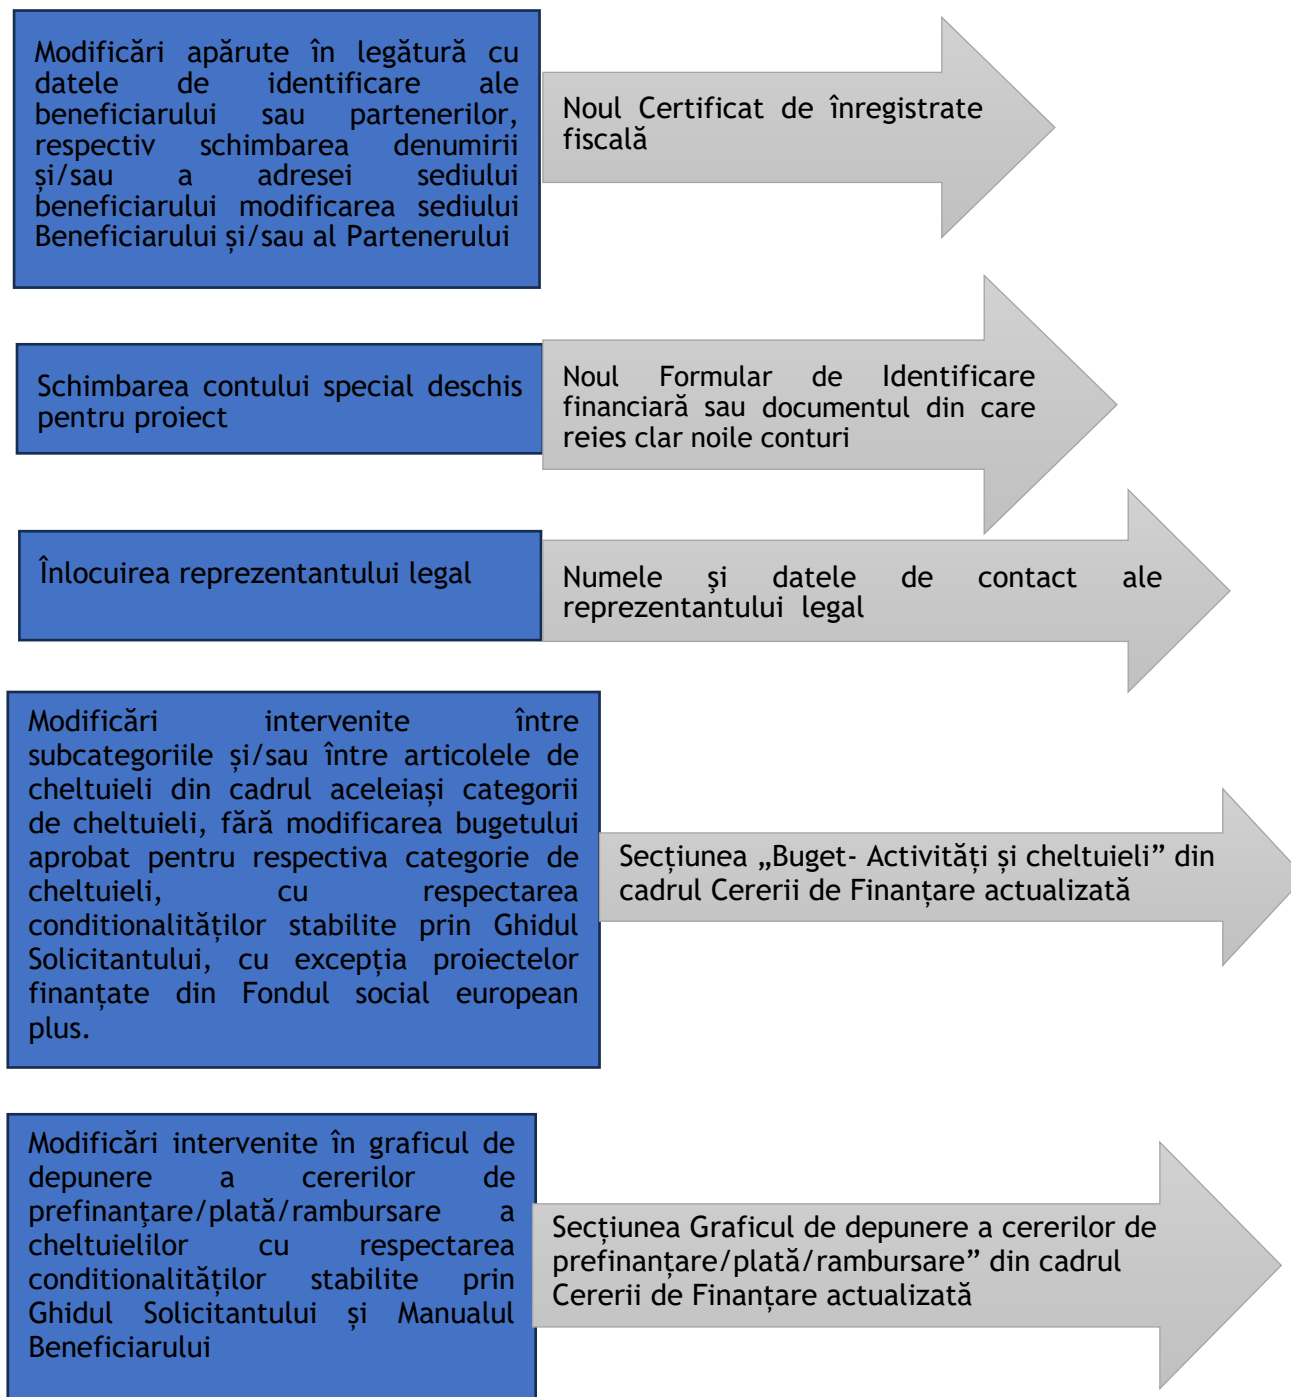 Modificări apărute în legătură cu
datele de identificare ale
beneficiarului sau partenerilor,
respectiv schimbarea denumirii
și/sau a adresei sediului
beneficiarului modificarea sediului
Beneficiarului și/sau al Partenerului
Noul Certificat de înregistrate
fiscală
Schimbarea contului special deschis
pentru proiect
Noul Formular de Identificare
financiară sau documentul din care
reies clar noile conturi
Înlocuirea reprezentantului legal
Numele şi datele de contact ale
reprezentantului legal
Modificări intervenite între
subcategoriile și/sau între articolele de
cheltuieli din cadrul aceleiași categorii
de cheltuieli, fără modificarea bugetului
aprobat pentru respectiva categorie de
cheltuieli, cu respectarea
conditionalităților stabilite prin Ghidul
Solicitantului, cu excepția proiectelor
finanțate din Fondul social european
plus.
Secțiunea „Buget- Activități și cheltuieli” din
cadrul Cererii de Finanțare actualizată
Modificări intervenite în graficul de
depunere a cererilor de
prefinanţare/plată/rambursare a
cheltuielilor cu respectarea
conditionalităților stabilite prin
Ghidul Solicitantului și Manualul
Beneficiarului
Secțiunea Graficul de depunere a cererilor de
prefinanțare/plată/rambursare” din cadrul
Cererii de Finanțare actualizată